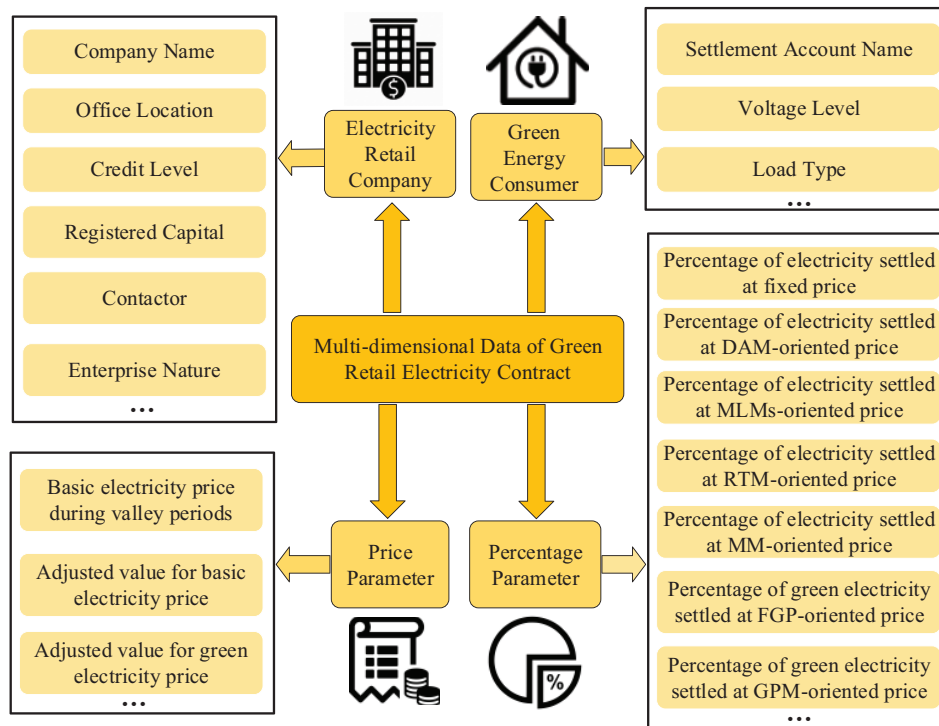 Company Name
Office Location
Credit Level
Registered Capital
Contactor
Enterprise Nature
...
$
Electricity
Retail
Company
Green
Energy
Consumer
Settlement Account Name
Voltage Level
Load Type
...
Multi-dimensional Data of Green
Retail Electricity Contract
Basic electricity price
during valley periods
Adjusted value for basic
electricity price
Adjusted value for green
electricity price
...
Price
Parameter
Percentage
Parameter
%
Percentage of electricity settled
at fixed price
Percentage of electricity settled
at DAM-oriented price
Percentage of electricity settled
at MLMs-oriented price
Percentage of electricity settled
at RTM-oriented price
Percentage of electricity settled
at MM-oriented price
Percentage of green electricity
settled at FGP-oriented price
Percentage of green electricity
settled at GPM-oriented price
...